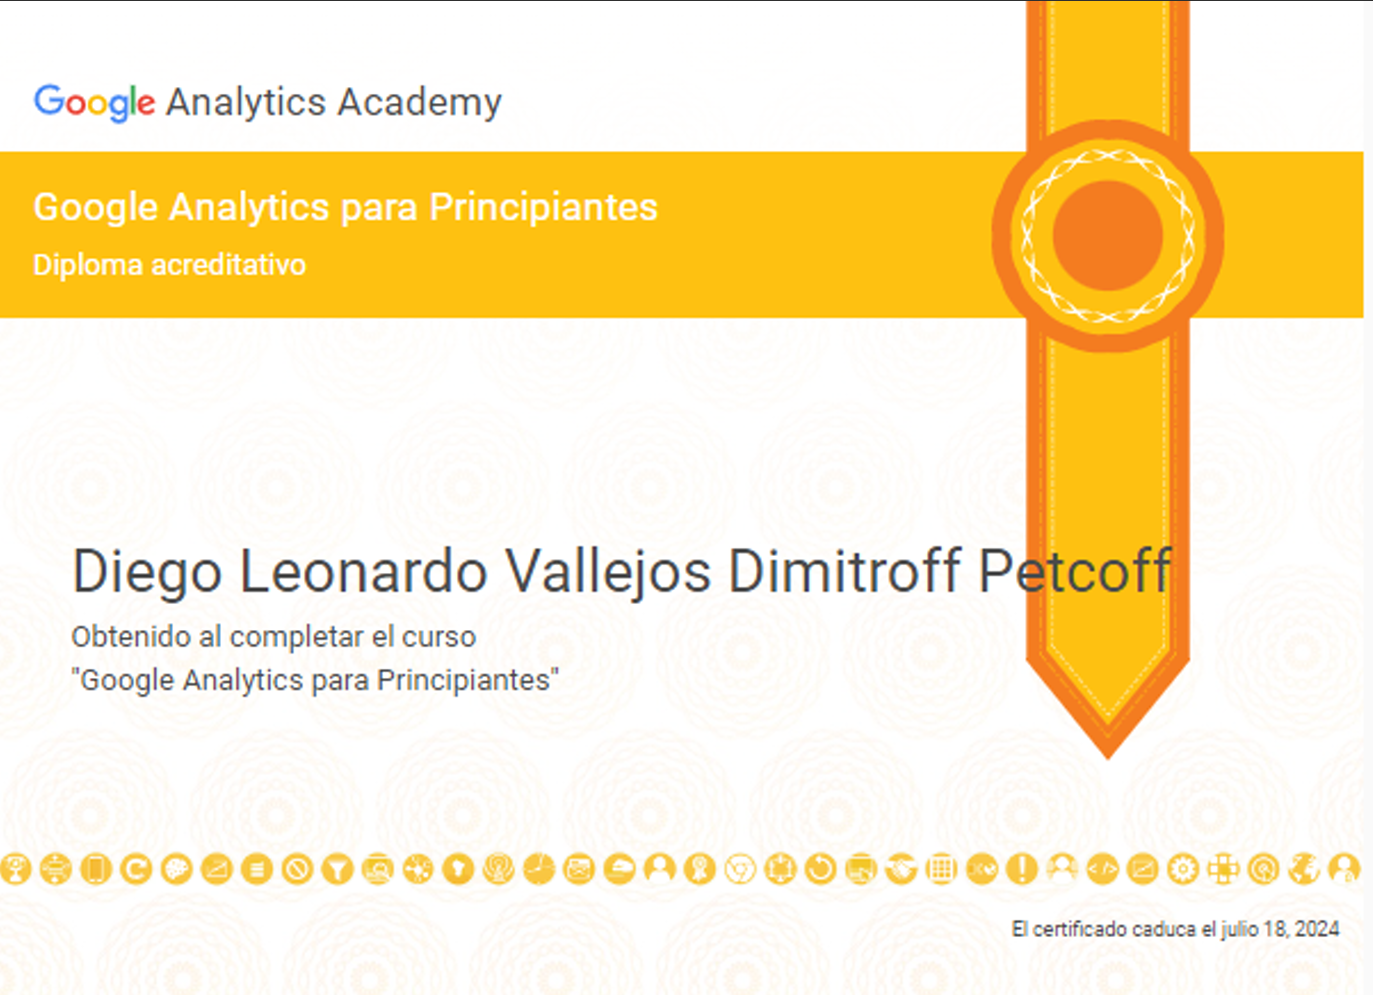 Google Analytics Academy
Google Analytics para Principiantes
Diploma acreditativo
Diego Leonardo Vallejos Dimitroff Petcoff
Obtenido al completar el curso
"Google Analytics para Principiantes"
El certificado caduca el julio 18, 2024